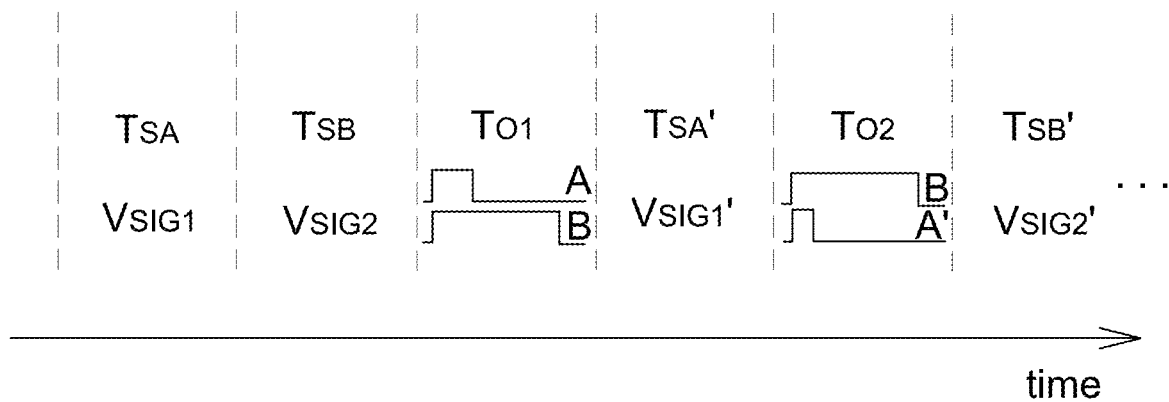 TSA TSB TO1 TSA' TO2 TSB'
A B . . .
VSIG1 VSIG2 B VSIG1' A' VSIG2'
time